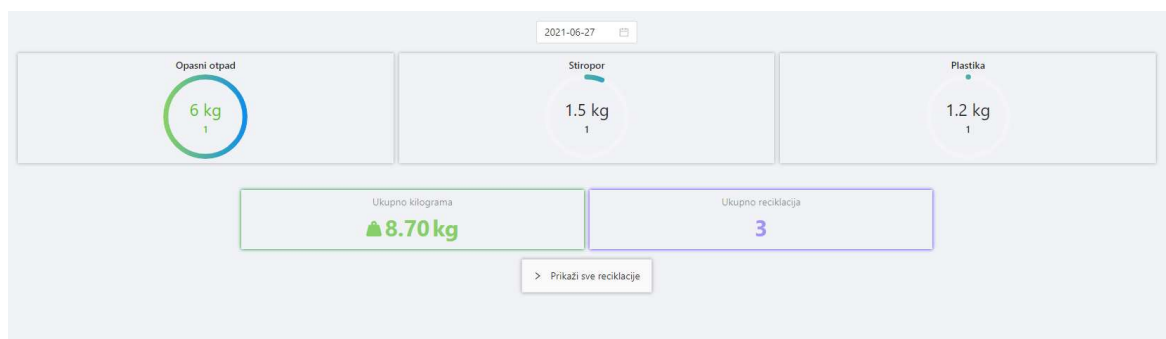 2021-06-27
Opasni otpad
6 kg
1
Stiropor
1.5 kg
1
Plastika
1.2 kg
1
Ukupno kilograma
8.70 kg
Ukupno reciklacija
3
> Prikaži sve reciklacije